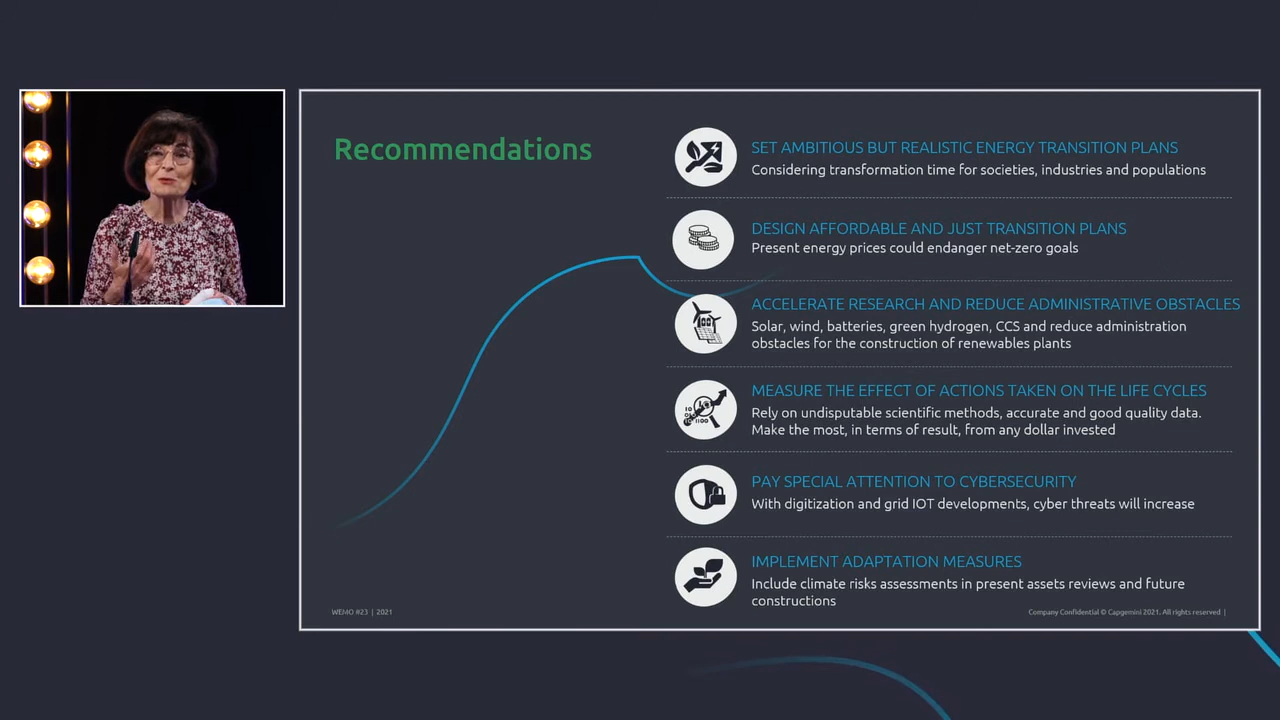 Recommendations
SET AMBITIOUS BUT REALISTIC ENERGY TRANSITION PLANS
Considering transformation time for societies, industries and populations
DESIGN AFFORDABLE AND JUST TRANSITION PLANS
Present energy prices could endanger net-zero goals
ACCELERATE RESEARCH AND REDUCE ADMINISTRATIVE OBSTACLES
Solar, wind, batteries, green hydrogen, CCS and reduce administration
obstacles for the construction of renewables plants
MEASURE THE EFFECT OF ACTIONS TAKEN ON THE LIFE CYCLES
Rely on undisputable scientific methods, accurate and good quality data.
Make the most, in terms of result, from any dollar invested
PAY SPECIAL ATTENTION TO CYBERSECURITY
With digitization and grid IOT developments, cyber threats will increase
IMPLEMENT ADAPTATION MEASURES
Include climate risks assessments in present assets reviews and future
constructions
WEMO #23 | 2021
Company Confidential © Capgemini 2021. All rights reserved |